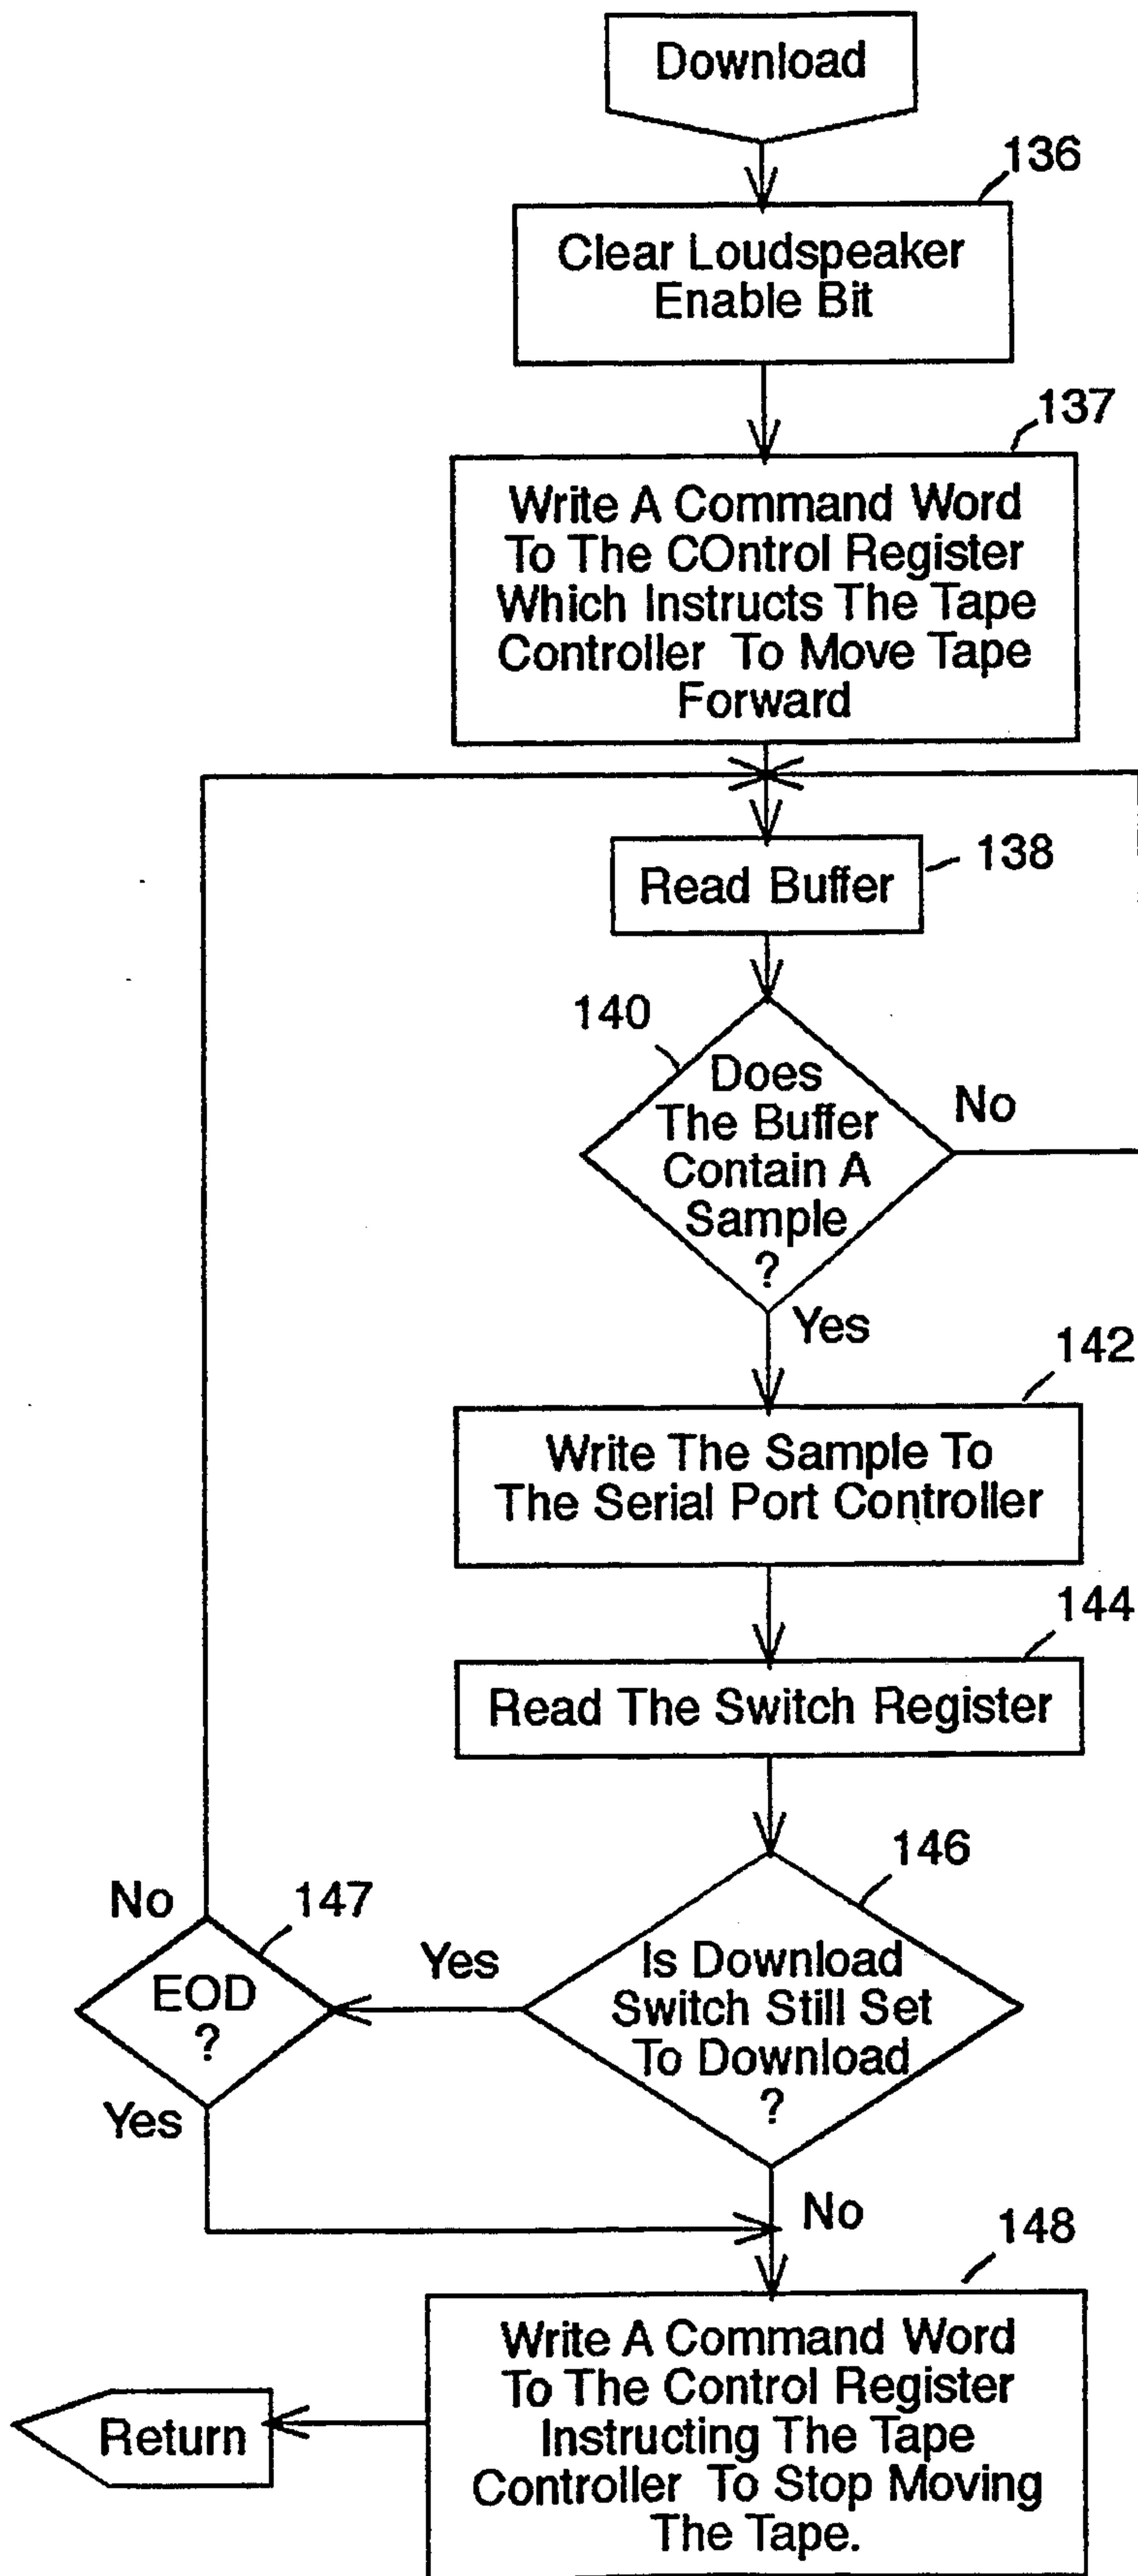 Download
136
Clear Loudspeaker
Enable Bit
137
Write A Command Word
To The COntrol Register
Which Instructs The Tape
Controller To Move Tape
Forward
138
Read Buffer
140
Does
The Buffer
Contain A
Sample
?
No
Yes
142
Write The Sample To
The Serial Port Controller
144
Read The Switch Register
146
Is Download
Switch Still Set
To Download
?
Yes
No
147
EOD
?
Yes
No
148
Write A Command Word
To The Control Register
Instructing The Tape
Controller To Stop Moving
The Tape.
Return